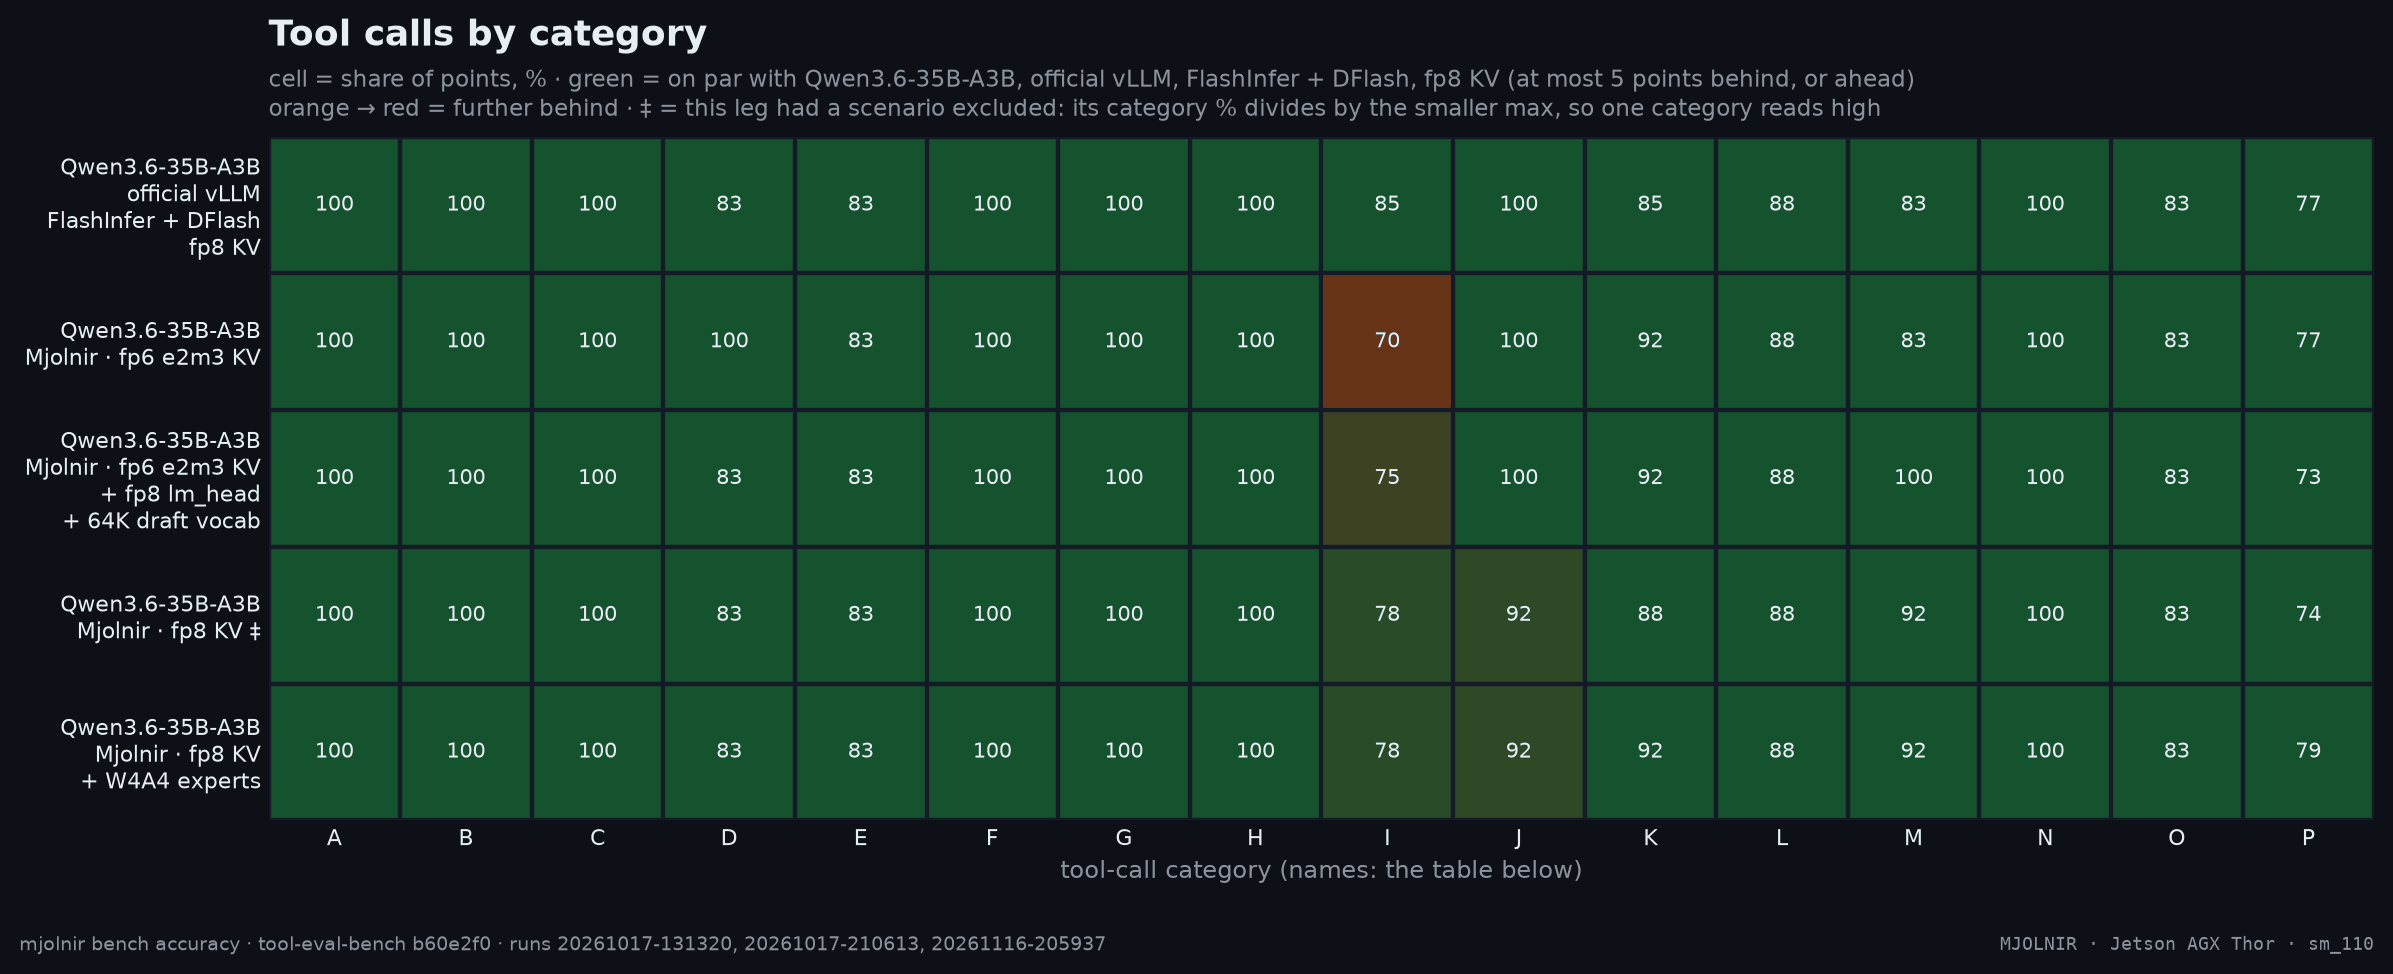 Tool calls by category
cell = share of points, % · green = on par with Qwen3.6-35B-A3B, official vLLM, FlashInfer + DFlash, fp8 KV (at most 5 points behind, or ahead)
orange → red = further behind · ‡ = this leg had a scenario excluded: its category % divides by the smaller max, so one category reads high
Qwen3.6-35B-A3B
official vLLM
FlashInfer + DFlash
fp8 KV
100 100 100 83 83 100 100 100 85 100 85 88 83 100 83 77
Qwen3.6-35B-A3B
Mjolnir · fp6 e2m3 KV
100 100 100 100 83 100 100 100 70 100 92 88 83 100 83 77
Qwen3.6-35B-A3B
Mjolnir · fp6 e2m3 KV
+ fp8 lm_head
+ 64K draft vocab
100 100 100 83 83 100 100 100 75 100 92 88 100 100 83 73
Qwen3.6-35B-A3B
Mjolnir · fp8 KV ‡
100 100 100 83 83 100 100 100 78 92 88 88 92 100 83 74
Qwen3.6-35B-A3B
Mjolnir · fp8 KV
+ W4A4 experts
100 100 100 83 83 100 100 100 78 92 92 88 92 100 83 79
A B C D E F G H I J K L M N O P
tool-call category (names: the table below)
mjolnir bench accuracy · tool-eval-bench b60e2f0 · runs 20261017-131320, 20261017-210613, 20261116-205937
MJOLNIR · Jetson AGX Thor · sm_110